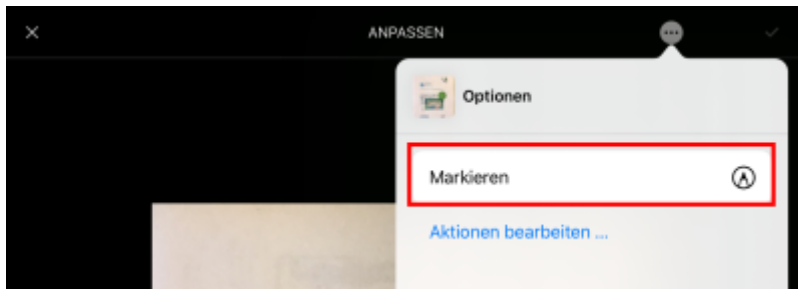 ANPASSEN
Optionen
Markieren
Aktionen bearbeiten ...